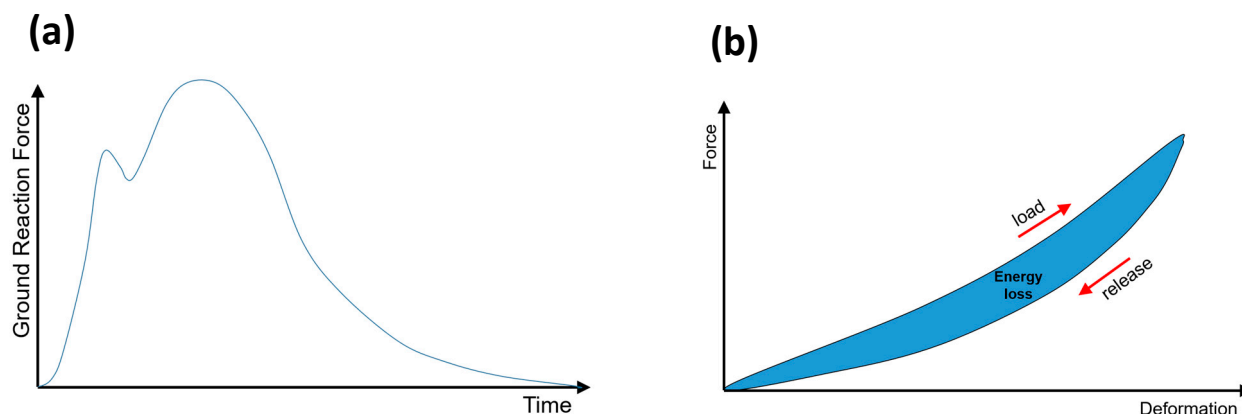 (a)
Ground Reaction Force
Time
(b)
Force
load
Energy
loss
release
Deformation